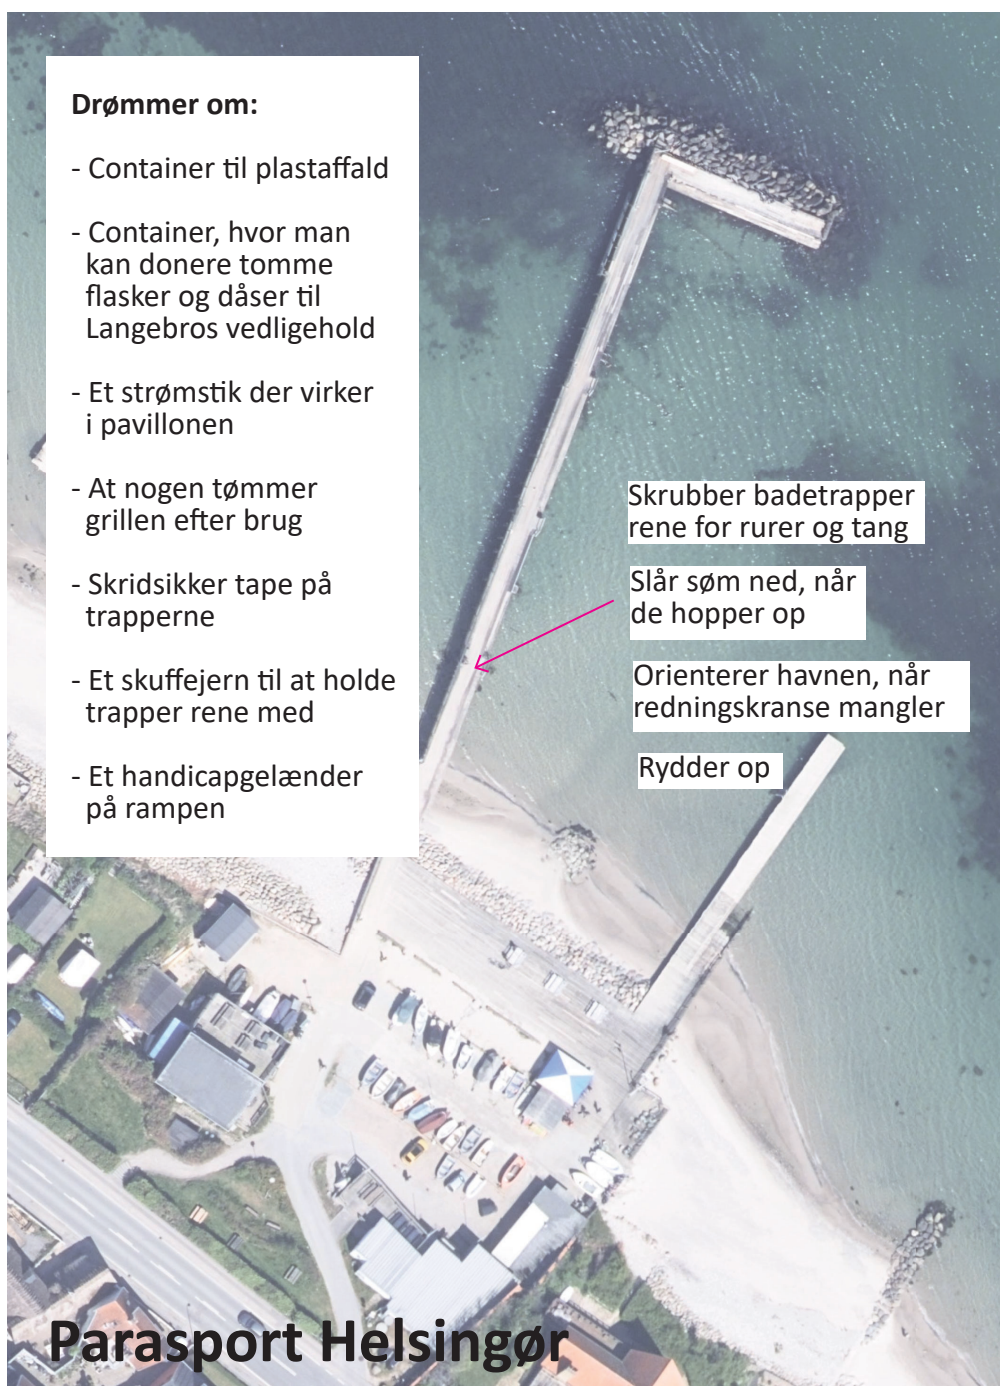 Drømmer om:
- Container til plastaffald
- Container, hvor man
kan donere tomme
flasker og dåser til
Langebros vedligehold
- Et strømstik der virker
i pavillonen
- At nogen tømmer
grillen efter brug
- Skridsikker tape på
trapperne
- Et skuffejern til at holde
trapper rene med
- Et handicapgelænder
på rampen
Skrubber badetrapper
rene for rurer og tang
Slår søm ned, når
de hopper op
Orienterer havnen, når
redningskranse mangler
Rydder op
Parasport Helsingør